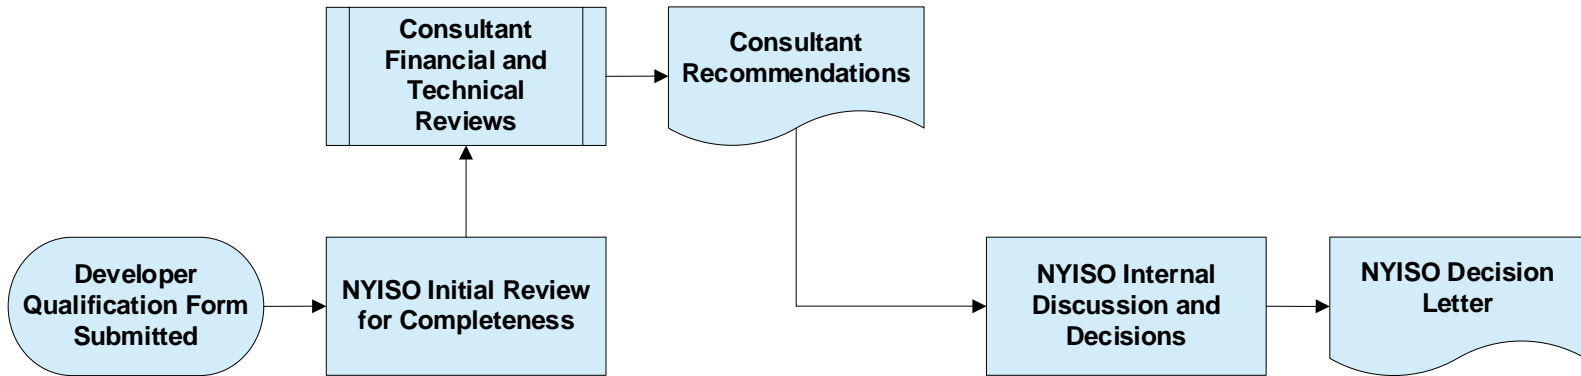 Consultant
Financial and
Technical
Reviews
Consultant
Recommendations
Developer
Qualification Form
Submitted
NYISO Initial Review
for Completeness
NYISO Internal
Discussion and
Decisions
NYISO Decision
Letter